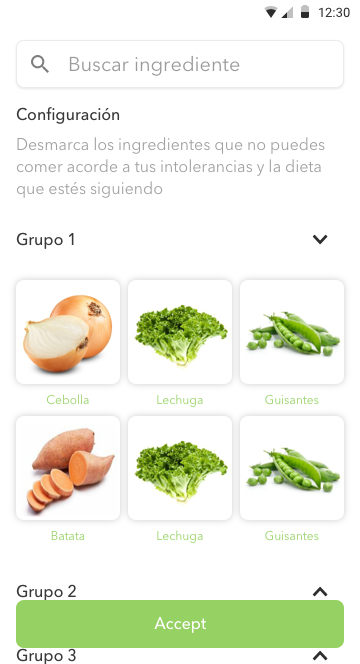 12:30
Buscar ingrediente
Configuración
Desmarca los ingredientes que no puedes
comer acorde a tus intolerancias y la dieta
que estés siguiendo
Grupo 1
Cebolla Lechuga Guisantes
Batata Lechuga Guisantes
Grupo 2
Accept
Grupo 3